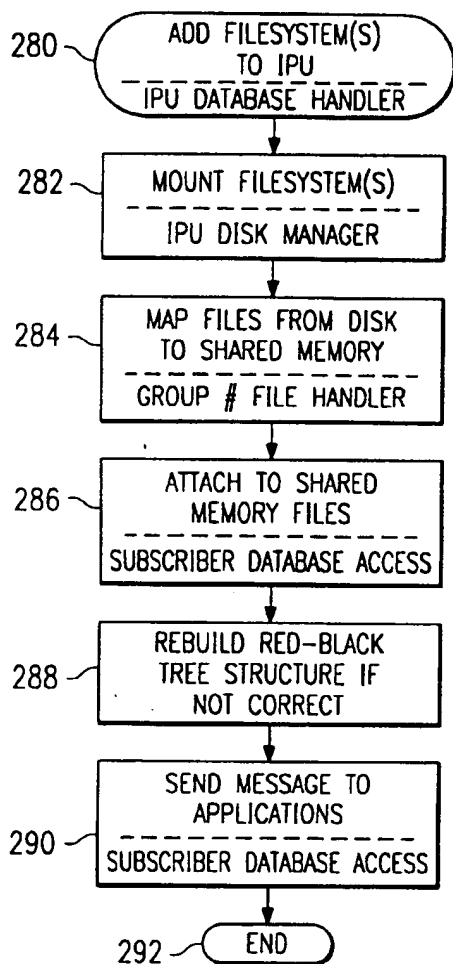 280
ADD FILESYSTEM(S)
TO IPU
IPU DATABASE HANDLER
282
MOUNT FILESYSTEM(S)
IPU DISK MANAGER
284
MAP FILES FROM DISK
TO SHARED MEMORY
GROUP # FILE HANDLER
286
ATTACH TO SHARED
MEMORY FILES
SUBSCRIBER DATABASE ACCESS
288
REBUILD RED-BLACK
TREE STRUCTURE IF
NOT CORRECT
290
SEND MESSAGE TO
APPLICATIONS
SUBSCRIBER DATABASE ACCESS
292
END